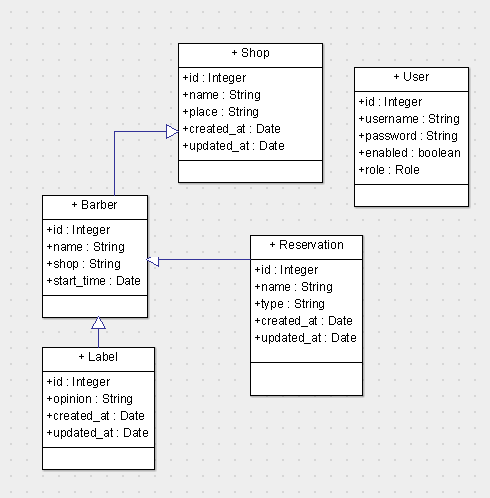 + Shop
+id : Integer
+name : String
+place : String
+created_at : Date
+updated_at : Date
+ User
+id : Integer
+username : String
+password : String
+enabled : boolean
+role : Role
+ Barber
+id : Integer
+name : String
+shop : String
+start_time : Date
+ Reservation
+id : Integer
+name : String
+type : String
+created_at : Date
+updated_at : Date
+ Label
+id : Integer
+opinion : String
+created_at : Date
+updated_at : Date